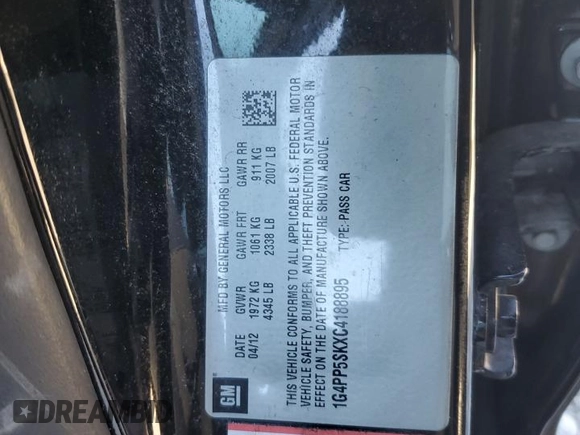 GM
®
MFD BY GENERAL MOTORS LLC
DATE GVWR GAWR FRT GAWR RR
04/12 1972 KG 1061 KG 911 KG
4345 LB 2338 LB 2007 LB
THIS VEHICLE CONFORMS TO ALL APPLICABLE U.S. FEDERAL MOTOR
VEHICLE SAFETY, BUMPER, AND THEFT PREVENTION STANDARDS IN
EFFECT ON THE DATE OF MANUFACTURE SHOWN ABOVE.
1G4PP5SKXC4188895 TYPE: PASS CAR
DREAMBID